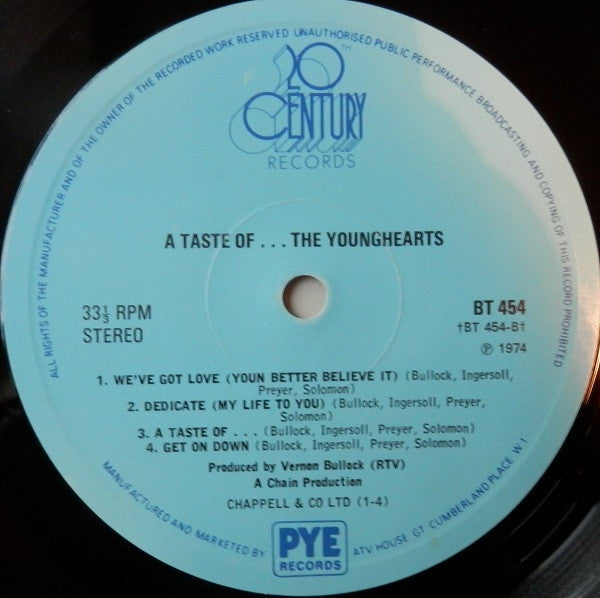 ALL RIGHTS OF THE MANUFACTURER AND OF THE OWNER OF THE RECORDED WORK RESERVED UNAUTHORISED PUBLIC PERFORMANCE BROADCASTING AND COPYING OF THIS RECORD PROHIBITED
20TM
CENTURY
RECORDS
A TASTE OF . . . THE YOUNGHEARTS
33⅓ RPM
STEREO
BT 454
†BT 454-B†
℗ 1974
1. WE'VE GOT LOVE (YOUN BETTER BELIEVE IT) (Bullock, Ingersoll,
Preyer, Solomon)
2. DEDICATE (MY LIFE TO YOU) (Bullock, Ingersoll, Preyer,
Solomon)
3. A TASTE OF . . . (Bullock, Ingersoll, Preyer, Solomon)
4. GET ON DOWN (Bullock, Ingersoll, Preyer, Solomon)
Produced by Vernon Bullock (RTV)
A Chain Production
CHAPPELL & CO LTD (1-4)
MANUFACTURED AND MARKETED BY
PYE
RECORDS
ATV HOUSE GT CUMBERLAND PLACE W1